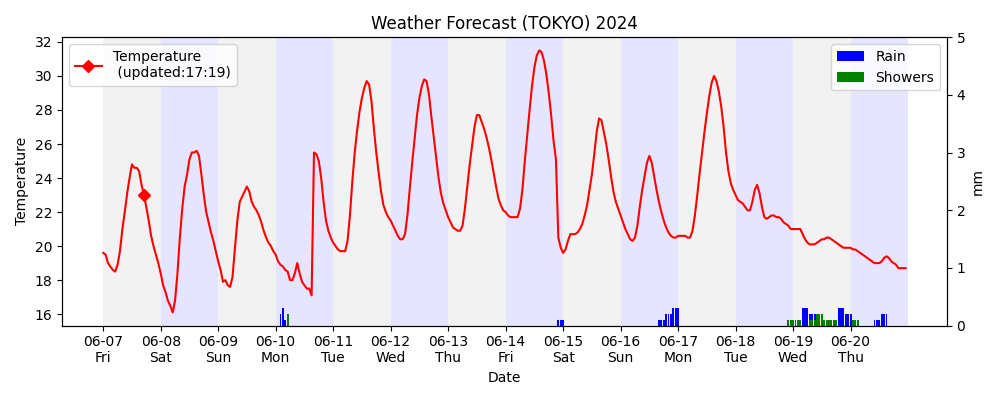 Weather Forecast (TOKYO) 2024
Temperature
(updated:17:19)
Rain
Showers
Temperature
32
30
28
26
24
22
20
18
16
5
4
3
2
1
0
mm
06-07 06-08 06-09 06-10 06-11 06-12 06-13 06-14 06-15 06-16 06-17 06-18 06-19 06-20
Fri Sat Sun Mon Tue Wed Thu Fri Sat Sun Mon Tue Wed Thu
Date